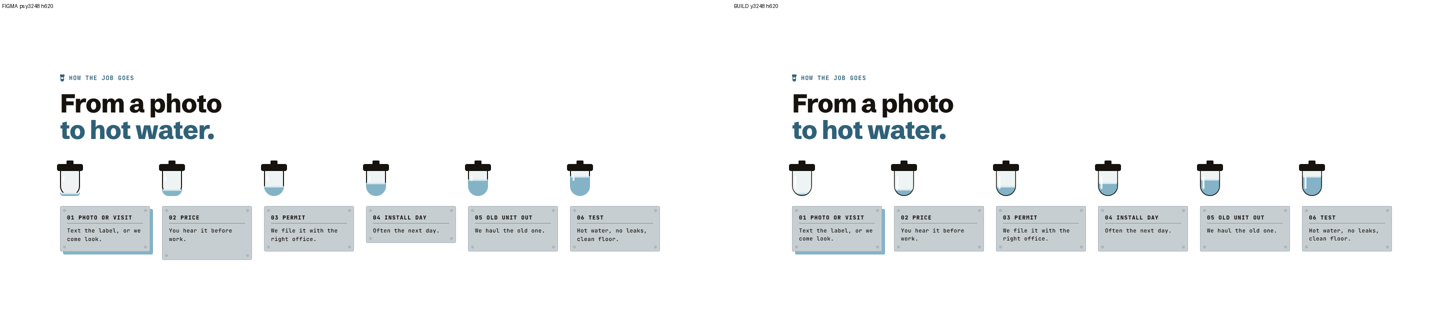 FIGMA psy3248 h620
BUILD y3248 h620
HOW THE JOB GOES
From a photo
to hot water.
01 PHOTO OR VISIT
Text the label, or we
come look.
02 PRICE
You hear it before
work.
03 PERMIT
We file it with the
right office.
04 INSTALL DAY
Often the next day.
05 OLD UNIT OUT
We haul the old one.
06 TEST
Hot water, no leaks,
clean floor.
HOW THE JOB GOES
From a photo
to hot water.
01 PHOTO OR VISIT
Text the label, or we
come look.
02 PRICE
You hear it before
work.
03 PERMIT
We file it with the
right office.
04 INSTALL DAY
Often the next day.
05 OLD UNIT OUT
We haul the old one.
06 TEST
Hot water, no leaks,
clean floor.